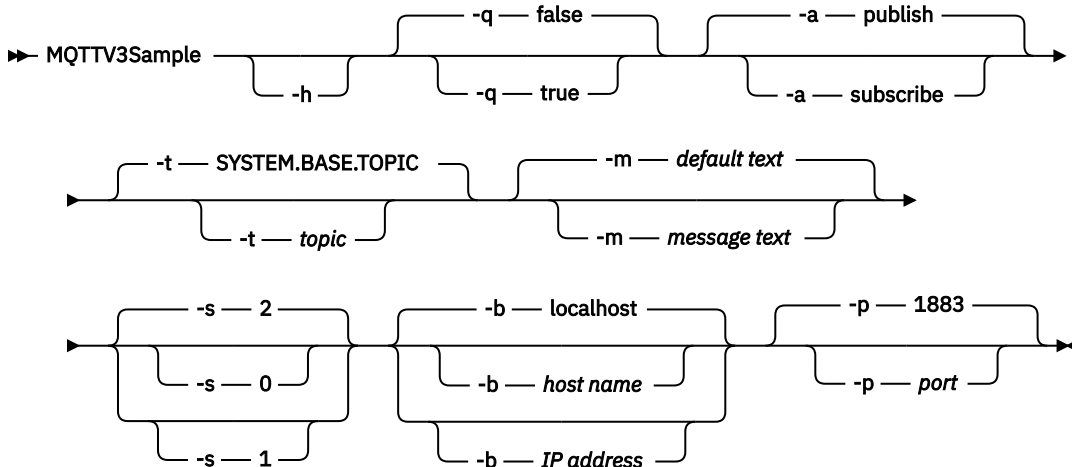 -q false -a publish
MQTTV3Sample
-h -q true -a subscribe
-t SYSTEM.BASE.TOPIC -m default text
-t topic -m message text
-s 2 -b localhost -p 1883
-s 0 -b host name -p port
-s 1 -b IP address